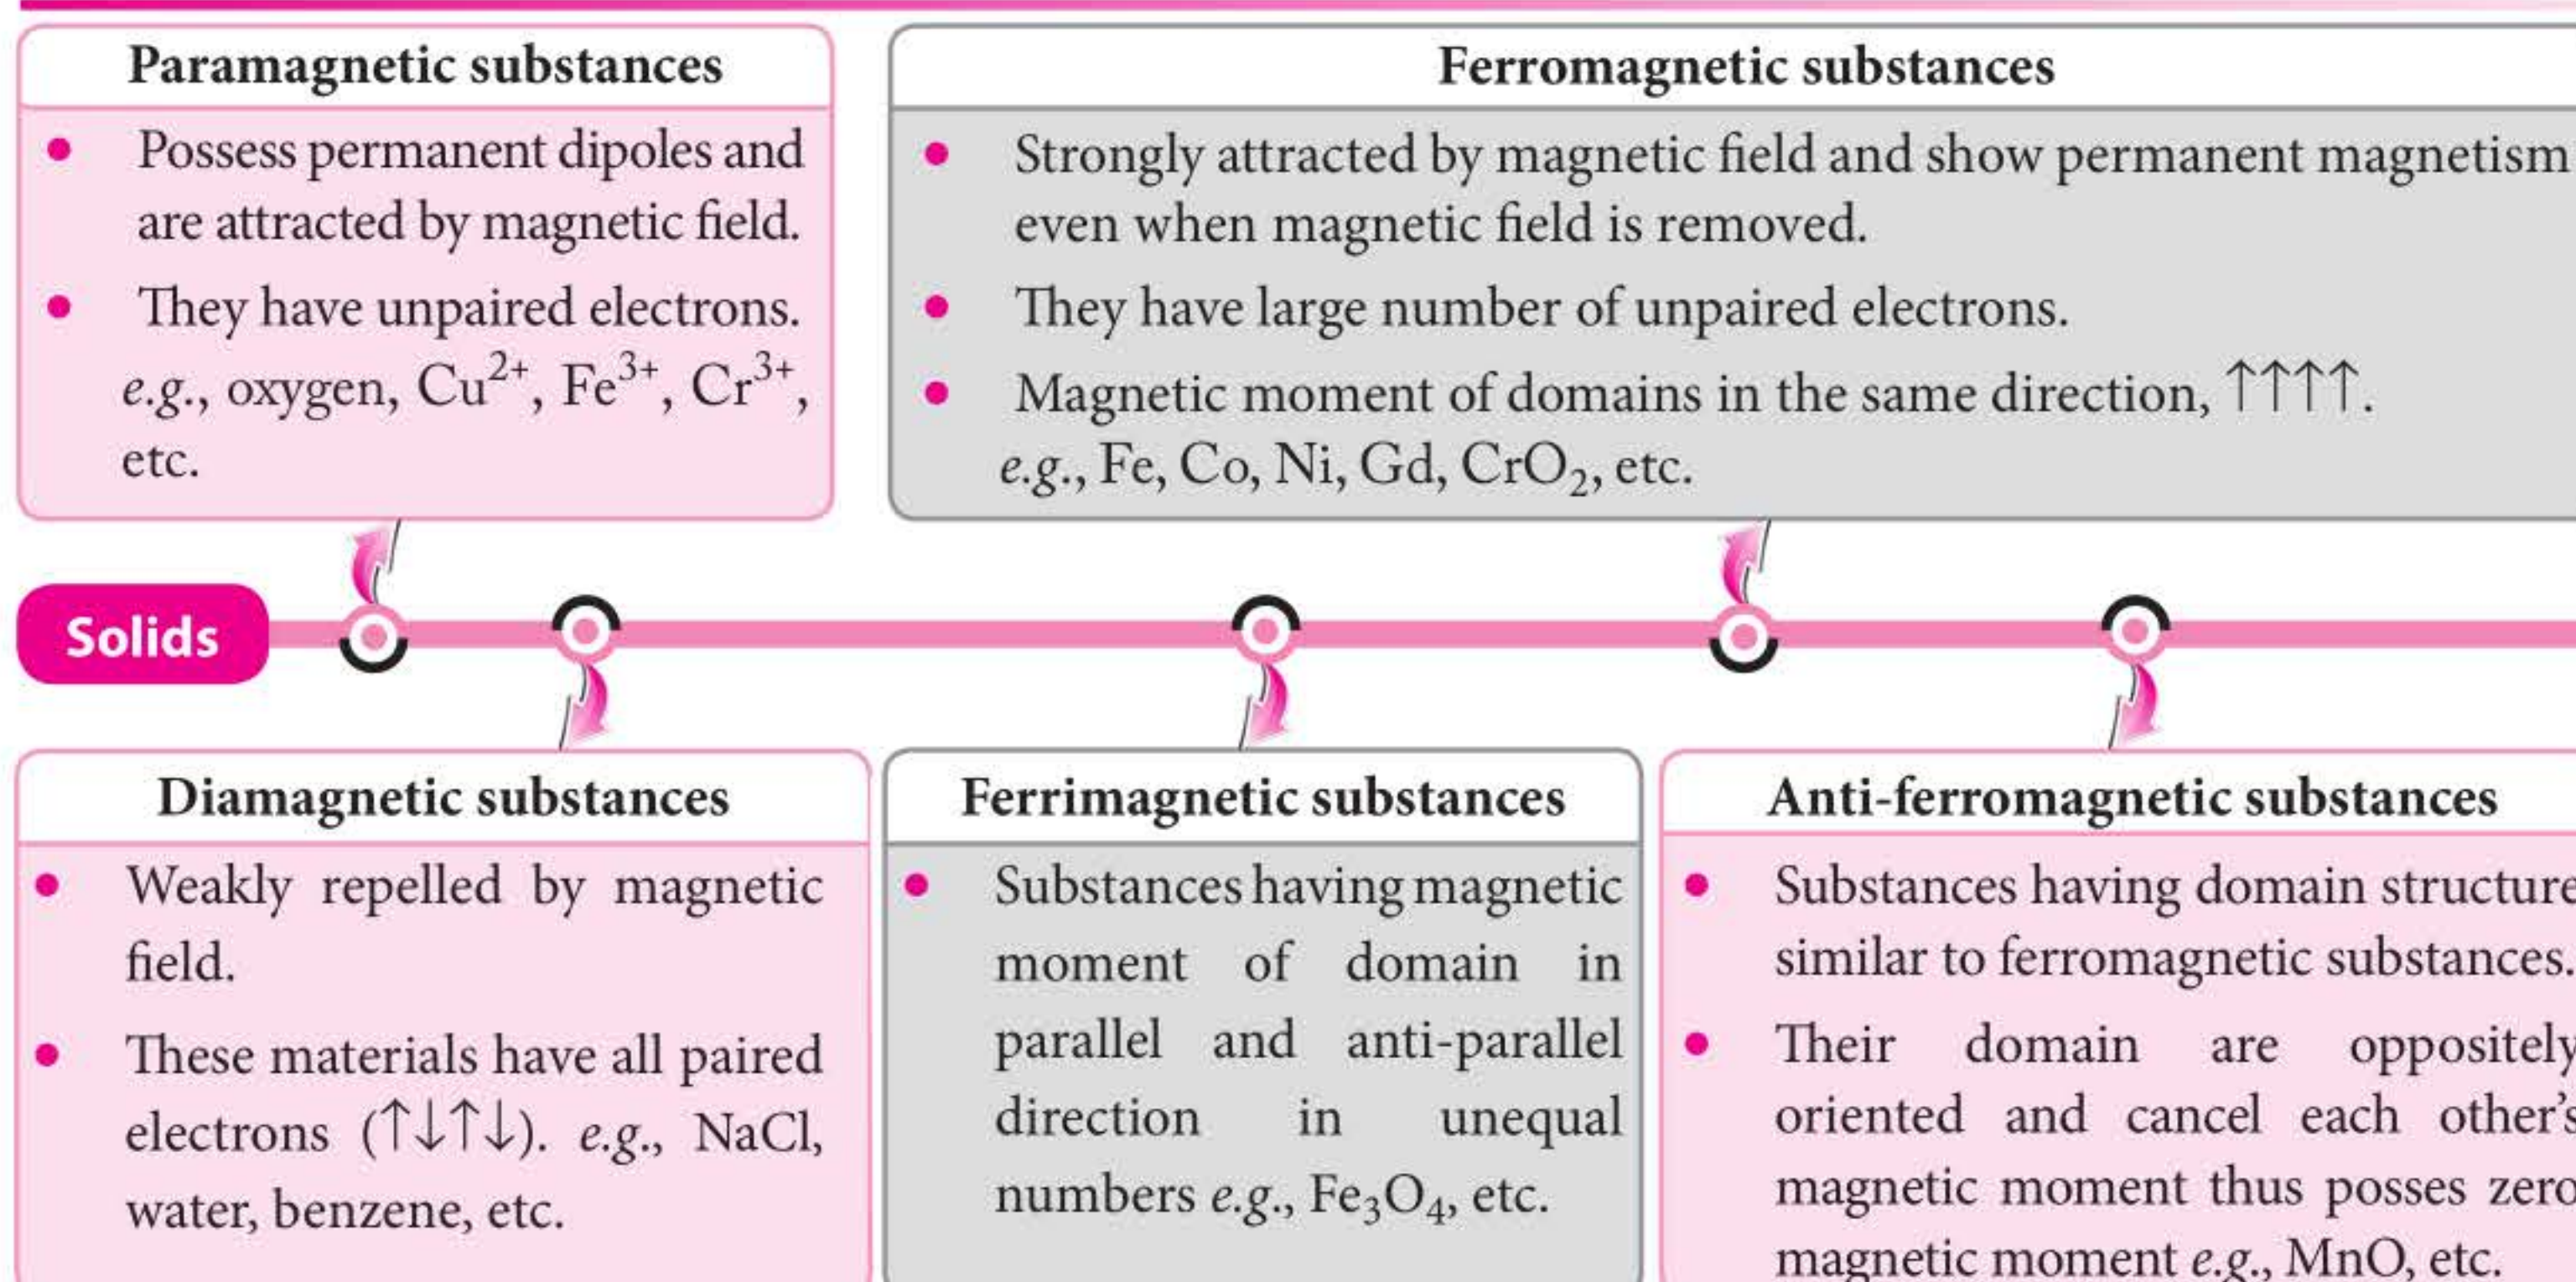 Paramagnetic substances
• Possess permanent dipoles and
are attracted by magnetic field.
• They have unpaired electrons.
e.g., oxygen, Cu²⁺, Fe³⁺, Cr³⁺,
etc.
Ferromagnetic substances
• Strongly attracted by magnetic field and show permanent magnetism
even when magnetic field is removed.
• They have large number of unpaired electrons.
• Magnetic moment of domains in the same direction, ↑↑↑↑.
e.g., Fe, Co, Ni, Gd, CrO₂, etc.
Solids
Diamagnetic substances
• Weakly repelled by magnetic
field.
• These materials have all paired
electrons (↑↓↑↓). e.g., NaCl,
water, benzene, etc.
Ferrimagnetic substances
• Substances having magnetic
moment of domain in
parallel and anti-parallel
direction in unequal
numbers e.g., Fe₃O₄, etc.
Anti-ferromagnetic substances
• Substances having domain structure
similar to ferromagnetic substances.
• Their domain are oppositely
oriented and cancel each other's
magnetic moment thus posses zero
magnetic moment e.g., MnO, etc.